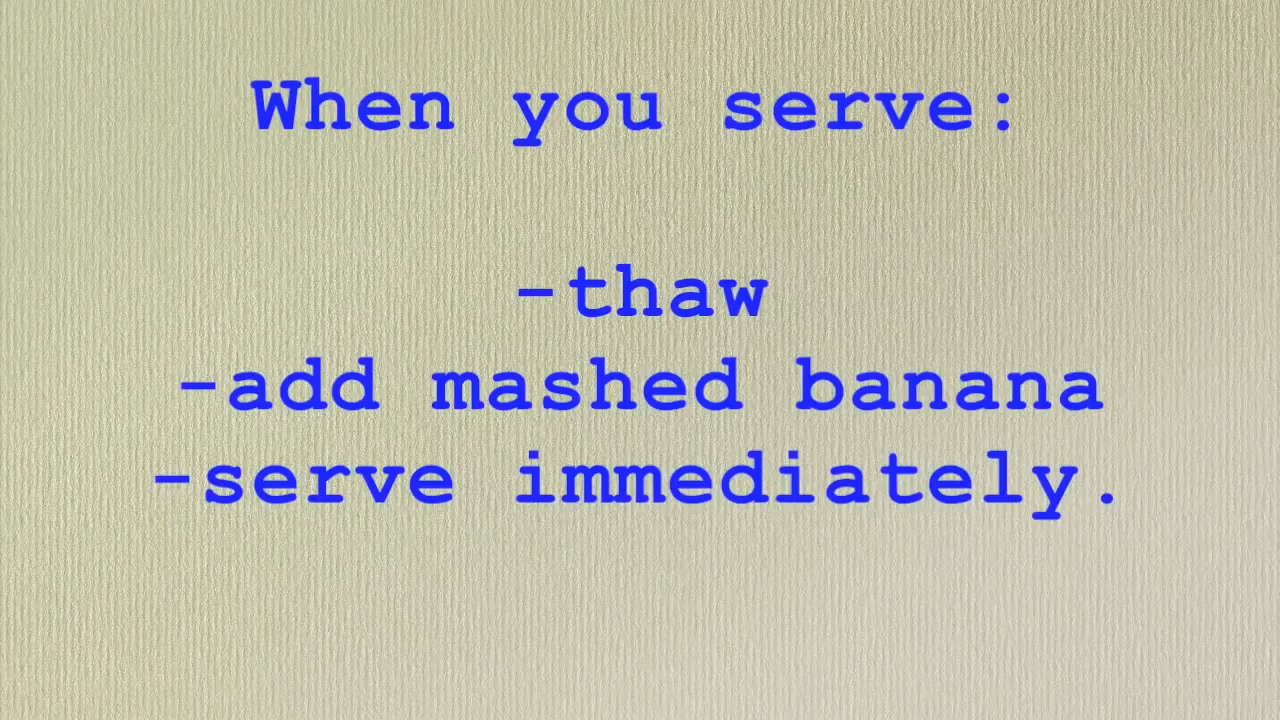 When you serve:
-thaw
-add mashed banana
-serve immediately.